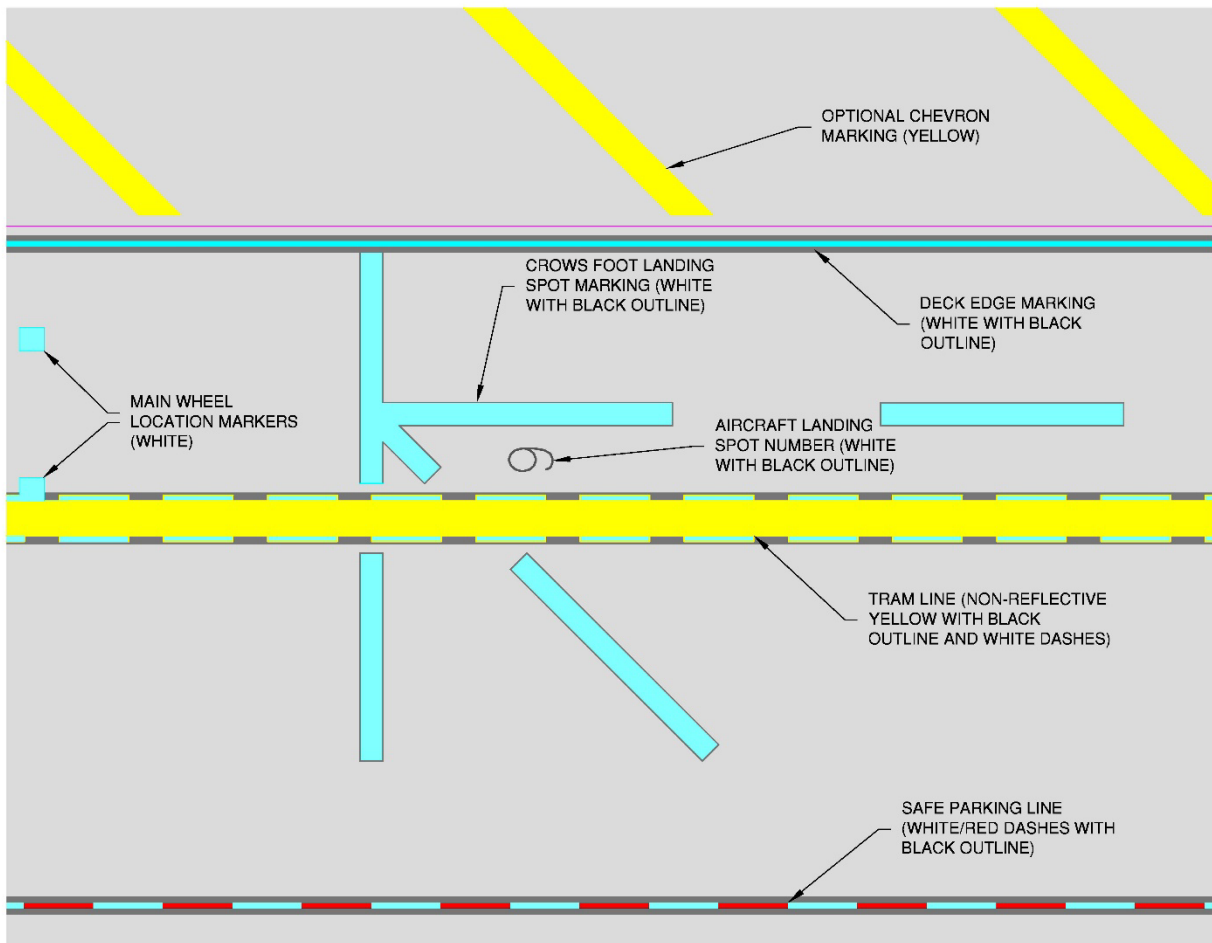 OPTIONAL CHEVRON
MARKING (YELLOW)
CROWS FOOT LANDING
SPOT MARKING (WHITE
WITH BLACK OUTLINE)
DECK EDGE MARKING
(WHITE WITH BLACK
OUTLINE)
MAIN WHEEL
LOCATION MARKERS
(WHITE)
AIRCRAFT LANDING
SPOT NUMBER (WHITE
WITH BLACK OUTLINE)
6
TRAM LINE (NON-REFLECTIVE
YELLOW WITH BLACK
OUTLINE AND WHITE DASHES)
SAFE PARKING LINE
(WHITE/RED DASHES WITH
BLACK OUTLINE)